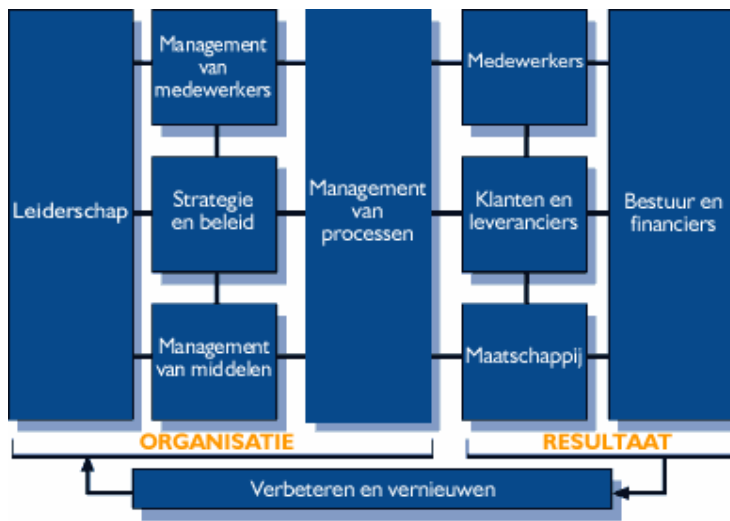 Management
van
medewerkers
Medewerkers
Leiderschap
Strategie
en beleid
Management
van
processen
Klanten en
leveranciers
Bestuur en
financiers
Management
van middelen
Maatschappij
ORGANISATIE
RESULTAAT
Verbeteren en vernieuwen